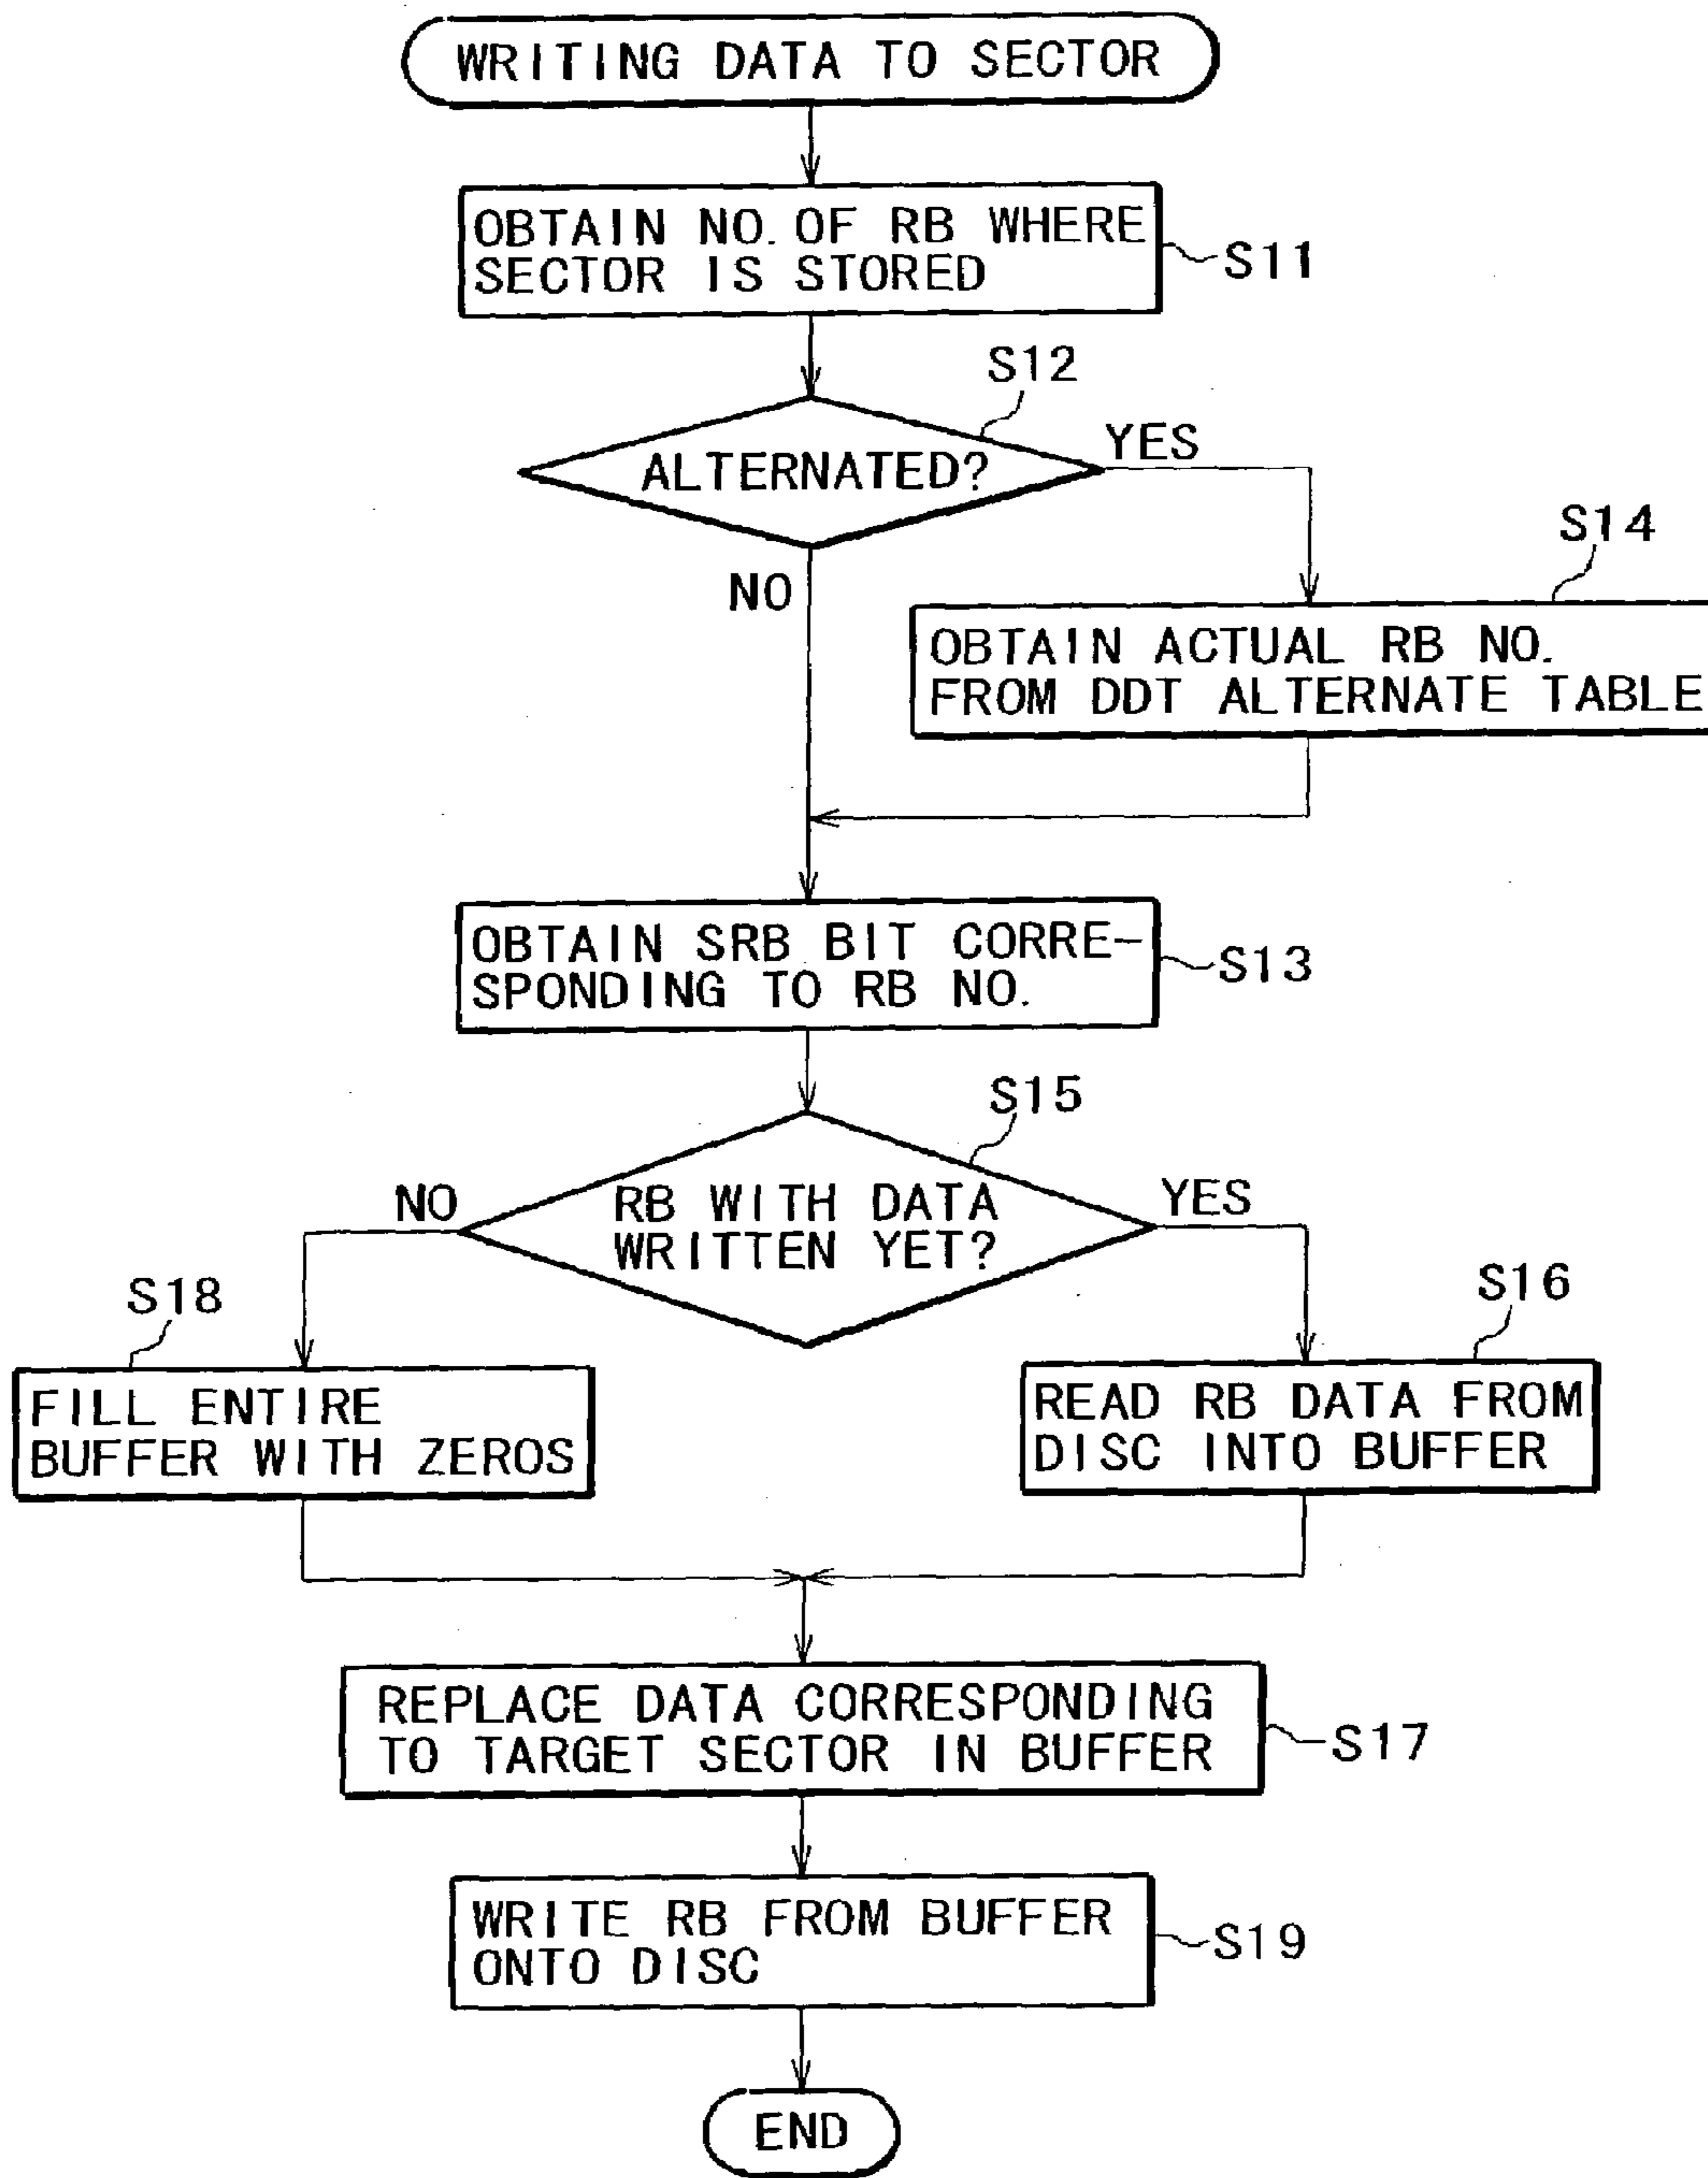 WRITING DATA TO SECTOR
OBTAIN NO. OF RB WHERE
SECTOR IS STORED
S11
S12
ALTERNATED?
YES
NO
S14
OBTAIN ACTUAL RB NO.
FROM DDT ALTERNATE TABLE
OBTAIN SRB BIT CORRE-
SPONDING TO RB NO.
S13
S15
RB WITH DATA
WRITTEN YET?
NO
YES
S18
FILL ENTIRE
BUFFER WITH ZEROS
S16
READ RB DATA FROM
DISC INTO BUFFER
REPLACE DATA CORRESPONDING
TO TARGET SECTOR IN BUFFER
S17
WRITE RB FROM BUFFER
ONTO DISC
S19
END